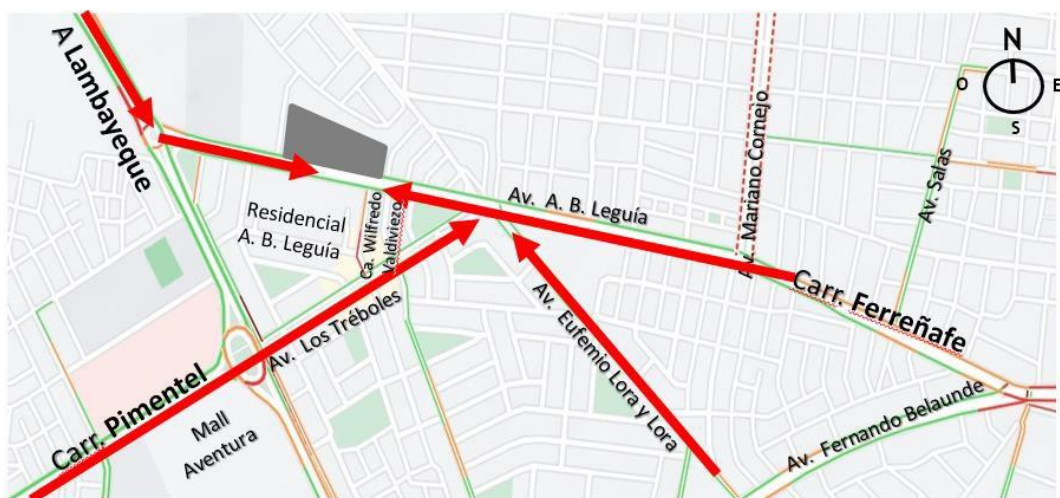 N
O
E
S
A Lambayeque
Av. Mariano Cornejo
Av. Salas
Av. A. B. Leguía
Residencial
A. B. Leguía
Ca. Wilfredo
Valdiviezo
Carr. Ferreñafe
Av. Los Tréboles
Av. Eufemio Lora y Lora
Carr. Pimentel
Mall
Aventura
Av. Fernando Belaunde